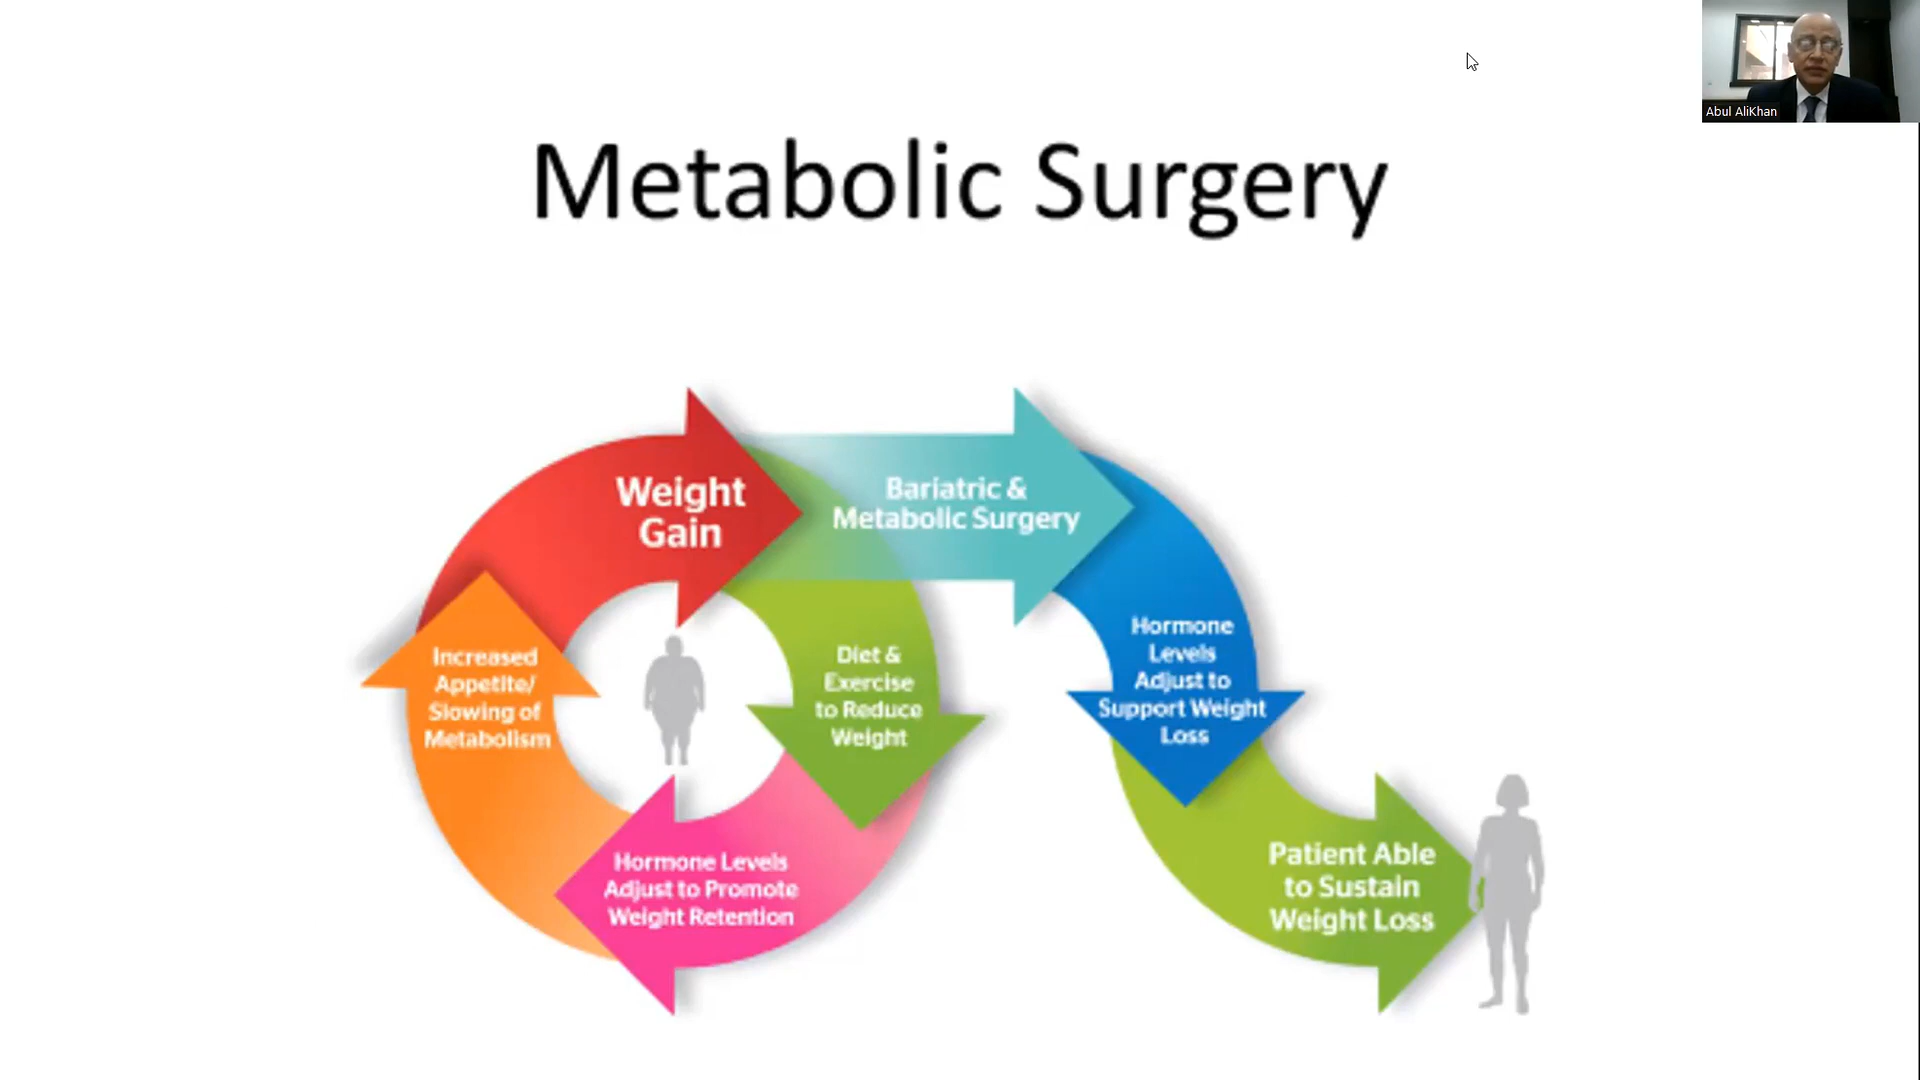 Abul AliKhan
Metabolic Surgery
Weight
Gain
Bariatric &
Metabolic Surgery
Diet &
Exercise
to Reduce
Weight
Hormone Levels
Adjust to Promote
Weight Retention
Increased
Appetite/
Slowing of
Metabolism
Hormone
Levels
Adjust to
Support Weight
Loss
Patient Able
to Sustain
Weight Loss